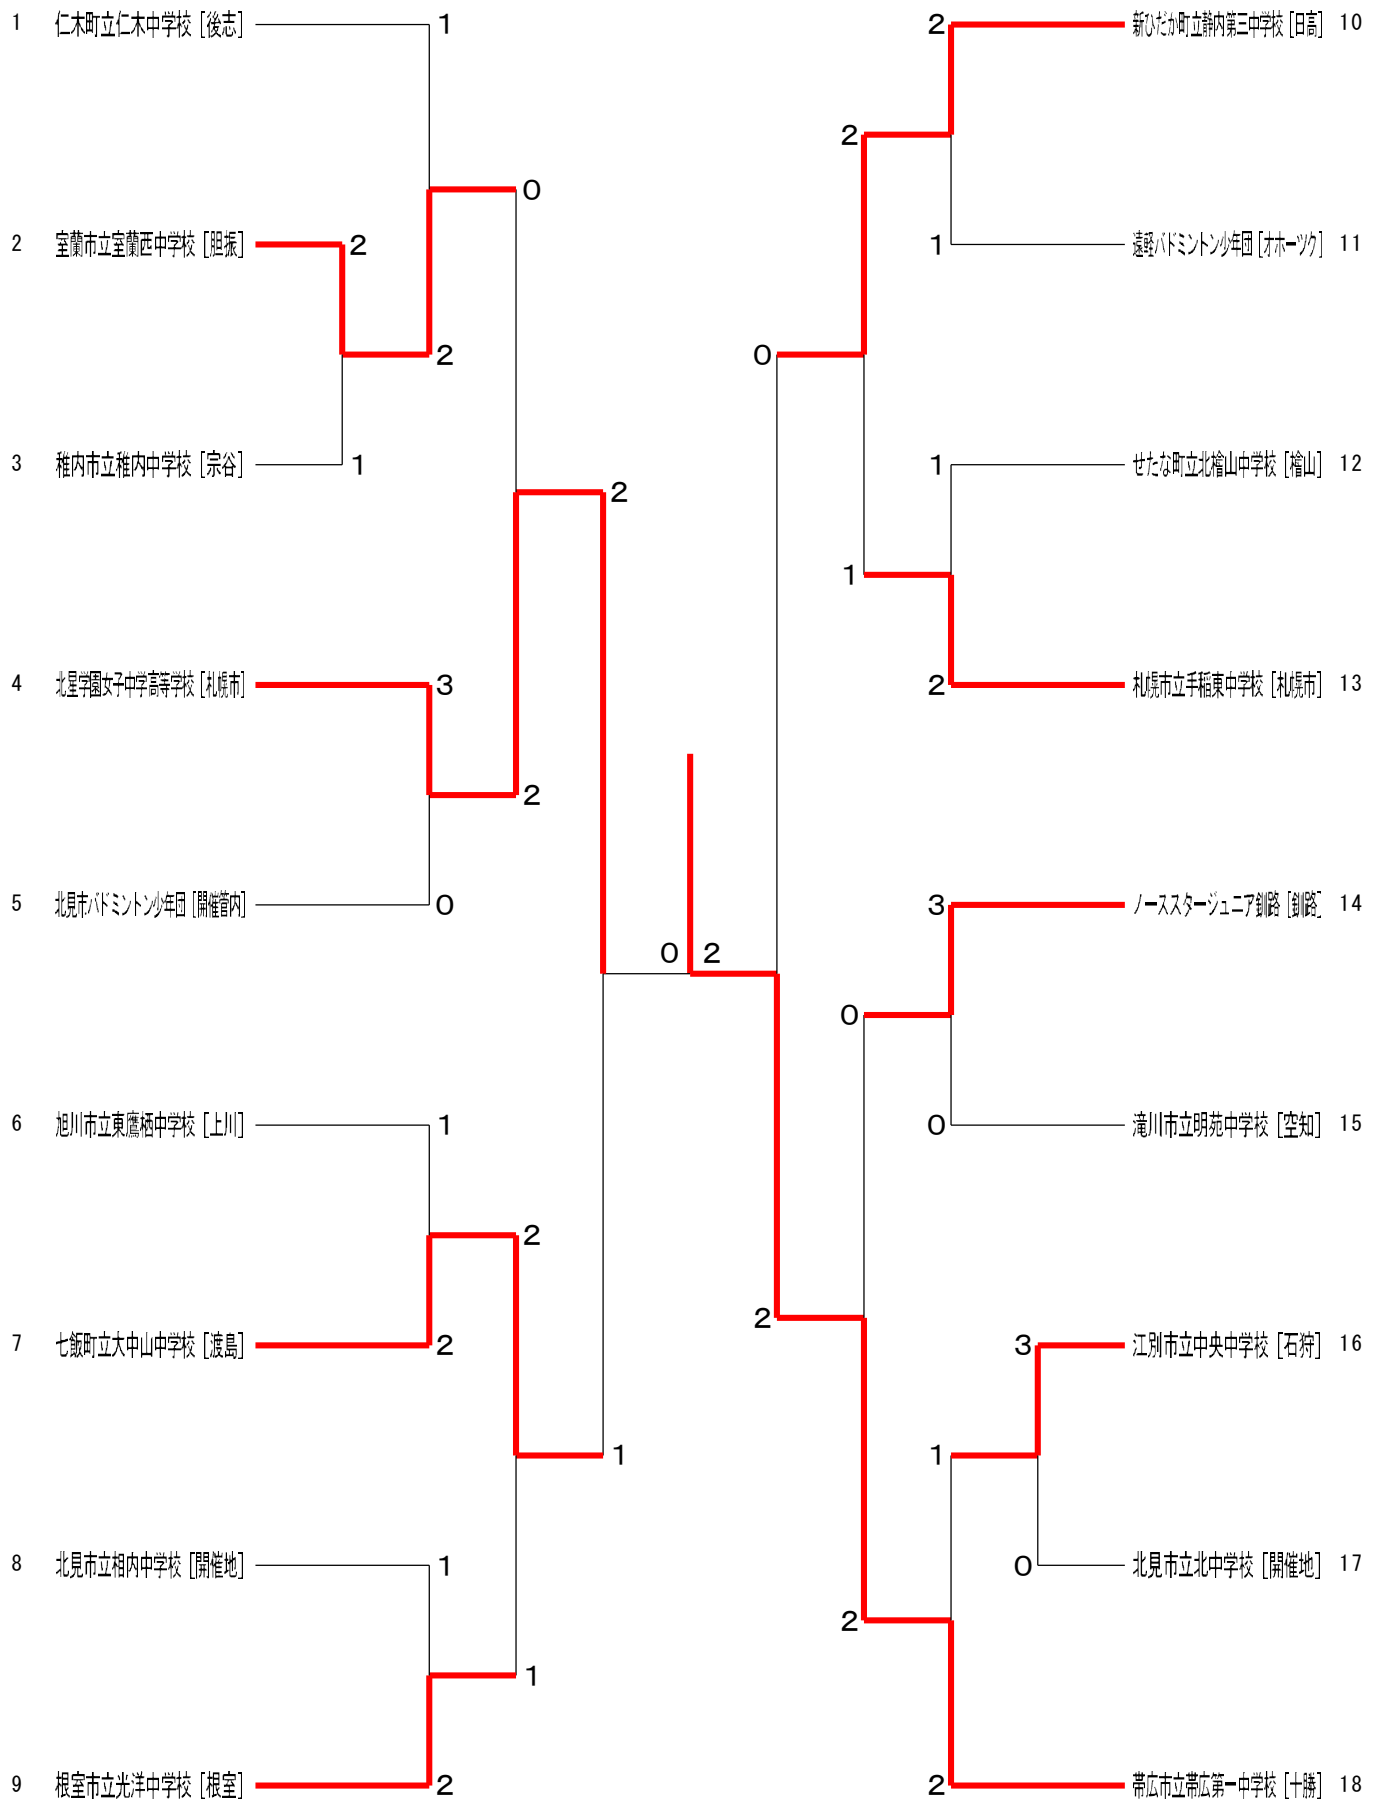 1 仁木町立仁木中学校 [後志] 1 2 新ひだか町立静内第三中学校 [日高] 10
2
0
2 室蘭市立室蘭西中学校 [胆振] 2 1 遠軽バドミントン少年団 [オホーツク] 11
2 0
3 稚内市立稚内中学校 [宗谷] 1 1 せたな町立北檜山中学校 [檜山] 12
2
1
4 北星学園女子中学高等学校 [札幌市] 3 2 札幌市立手稲東中学校 [札幌市] 13
2
5 北見市バドミントン少年団 [開催管内] 0 3 ノーススタージュニア釧路 [釧路] 14
0 2
0
6 旭川市立東鷹栖中学校 [上川] 1 0 滝川市立明苑中学校 [空知] 15
2
2
7 七飯町立大中山中学校 [渡島] 2 3 江別市立中央中学校 [石狩] 16
1 1
8 北見市立相内中学校 [開催地] 1 0 北見市立北中学校 [開催地] 17
2
1
9 根室市立光洋中学校 [根室] 2 2 帯広市立帯広第一中学校 [十勝] 18